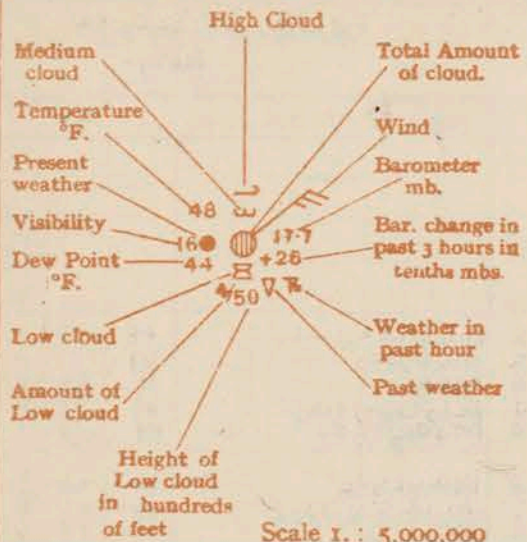 High Cloud
Medium
cloud
Total Amount
of cloud.
Temperature
°F.
Wind
Present
weather
Barometer
mb.
48
Visibility
16
17.7
Bar. change in
past 3 hours in
tenths mbs.
Dew Point
°F.
44
+26
50
Low cloud
Weather in
past hour
Amount of
Low cloud
Past weather
Height of
Low cloud
in hundreds
of feet
Scale 1. : 5,000,000